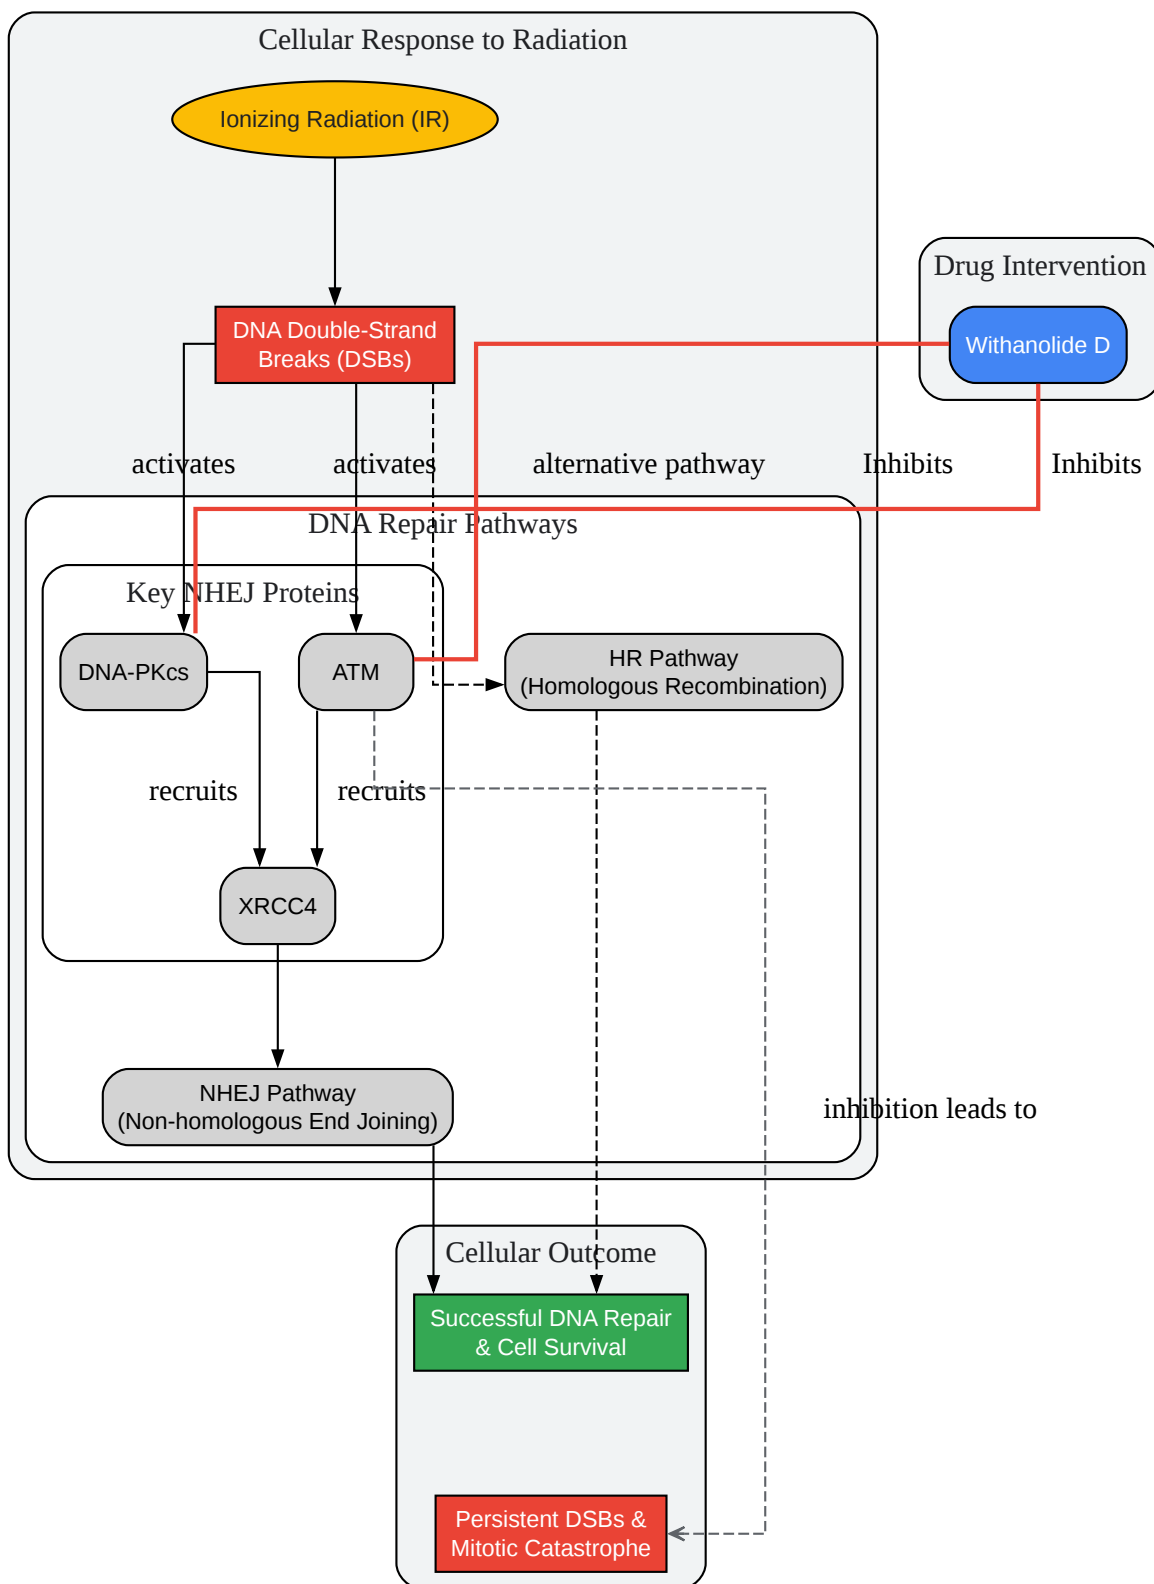 Cellular Response to Radiation
Ionizing Radiation (IR)
Drug Intervention
DNA Double-Strand
Breaks (DSBs)
Withanolide D
activates
activates
alternative pathway
Inhibits
Inhibits
DNA Repair Pathways
Key NHEJ Proteins
DNA-PKcs
ATM
HR Pathway
(Homologous Recombination)
recruits
recruits
XRCC4
NHEJ Pathway
(Non-homologous End Joining)
inhibition leads to
Cellular Outcome
Successful DNA Repair
& Cell Survival
Persistent DSBs &
Mitotic Catastrophe